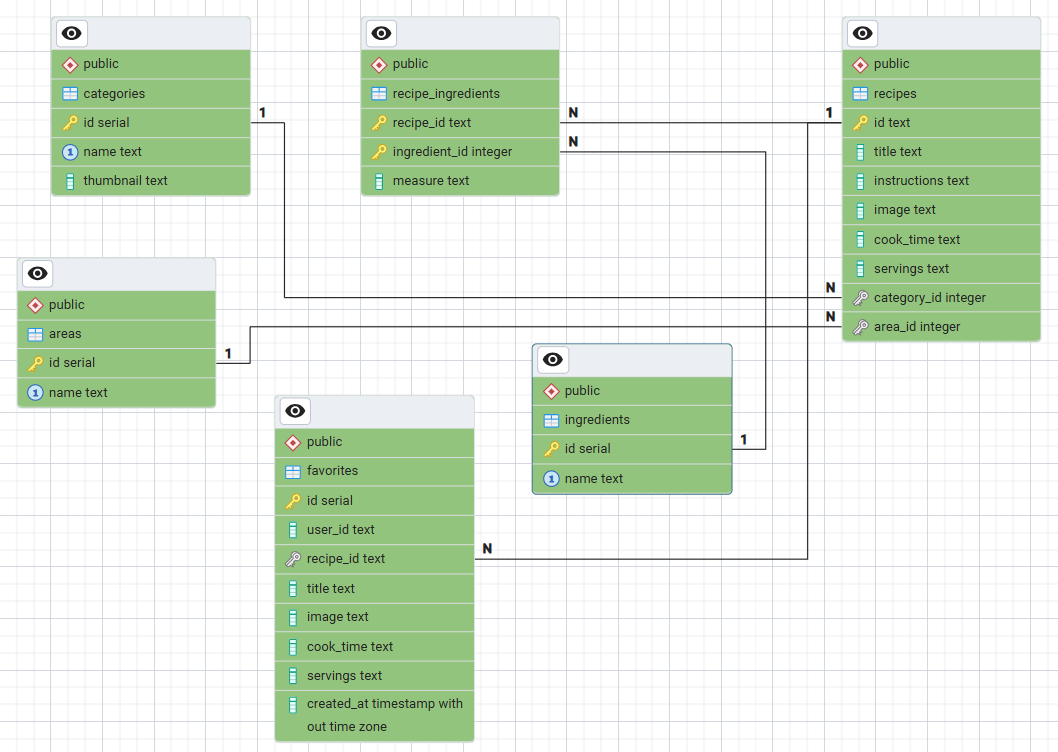 public
categories
1
id serial
1 name text
thumbnail text
public
recipe_ingredients
N
recipe_id text
N
ingredient_id integer
measure text
public
recipes
1
id text
title text
instructions text
image text
cook_time text
servings text
N
category_id integer
N
area_id integer
public
areas
1
id serial
1 name text
public
ingredients
1
id serial
1 name text
public
favorites
id serial
user_id text
N
recipe_id text
title text
image text
cook_time text
servings text
created_at timestamp with
out time zone